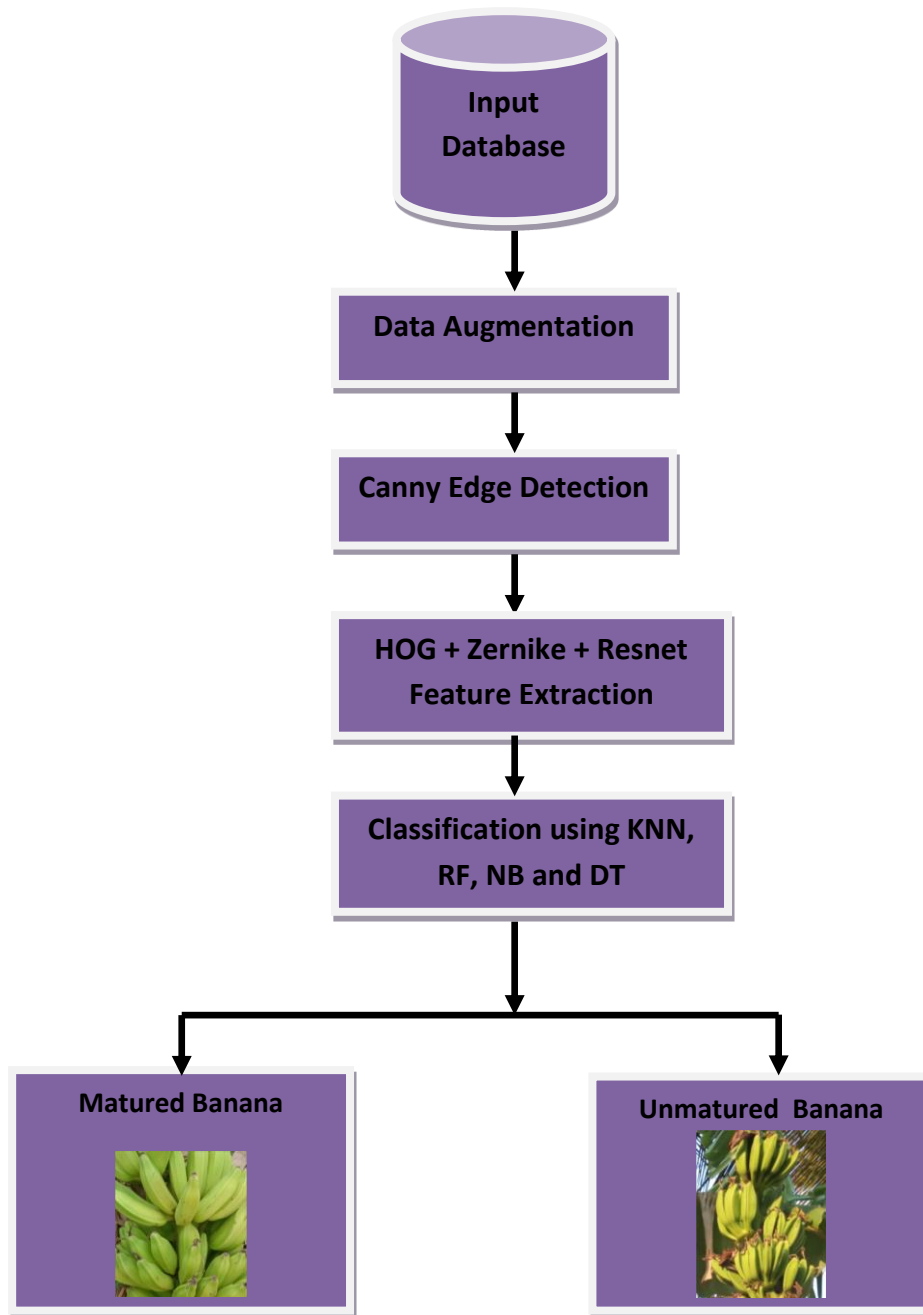 Input
Database
Data Augmentation
Canny Edge Detection
HOG + Zernike + Resnet
Feature Extraction
Classification using KNN,
RF, NB and DT
Matured Banana
Unmatured  Banana